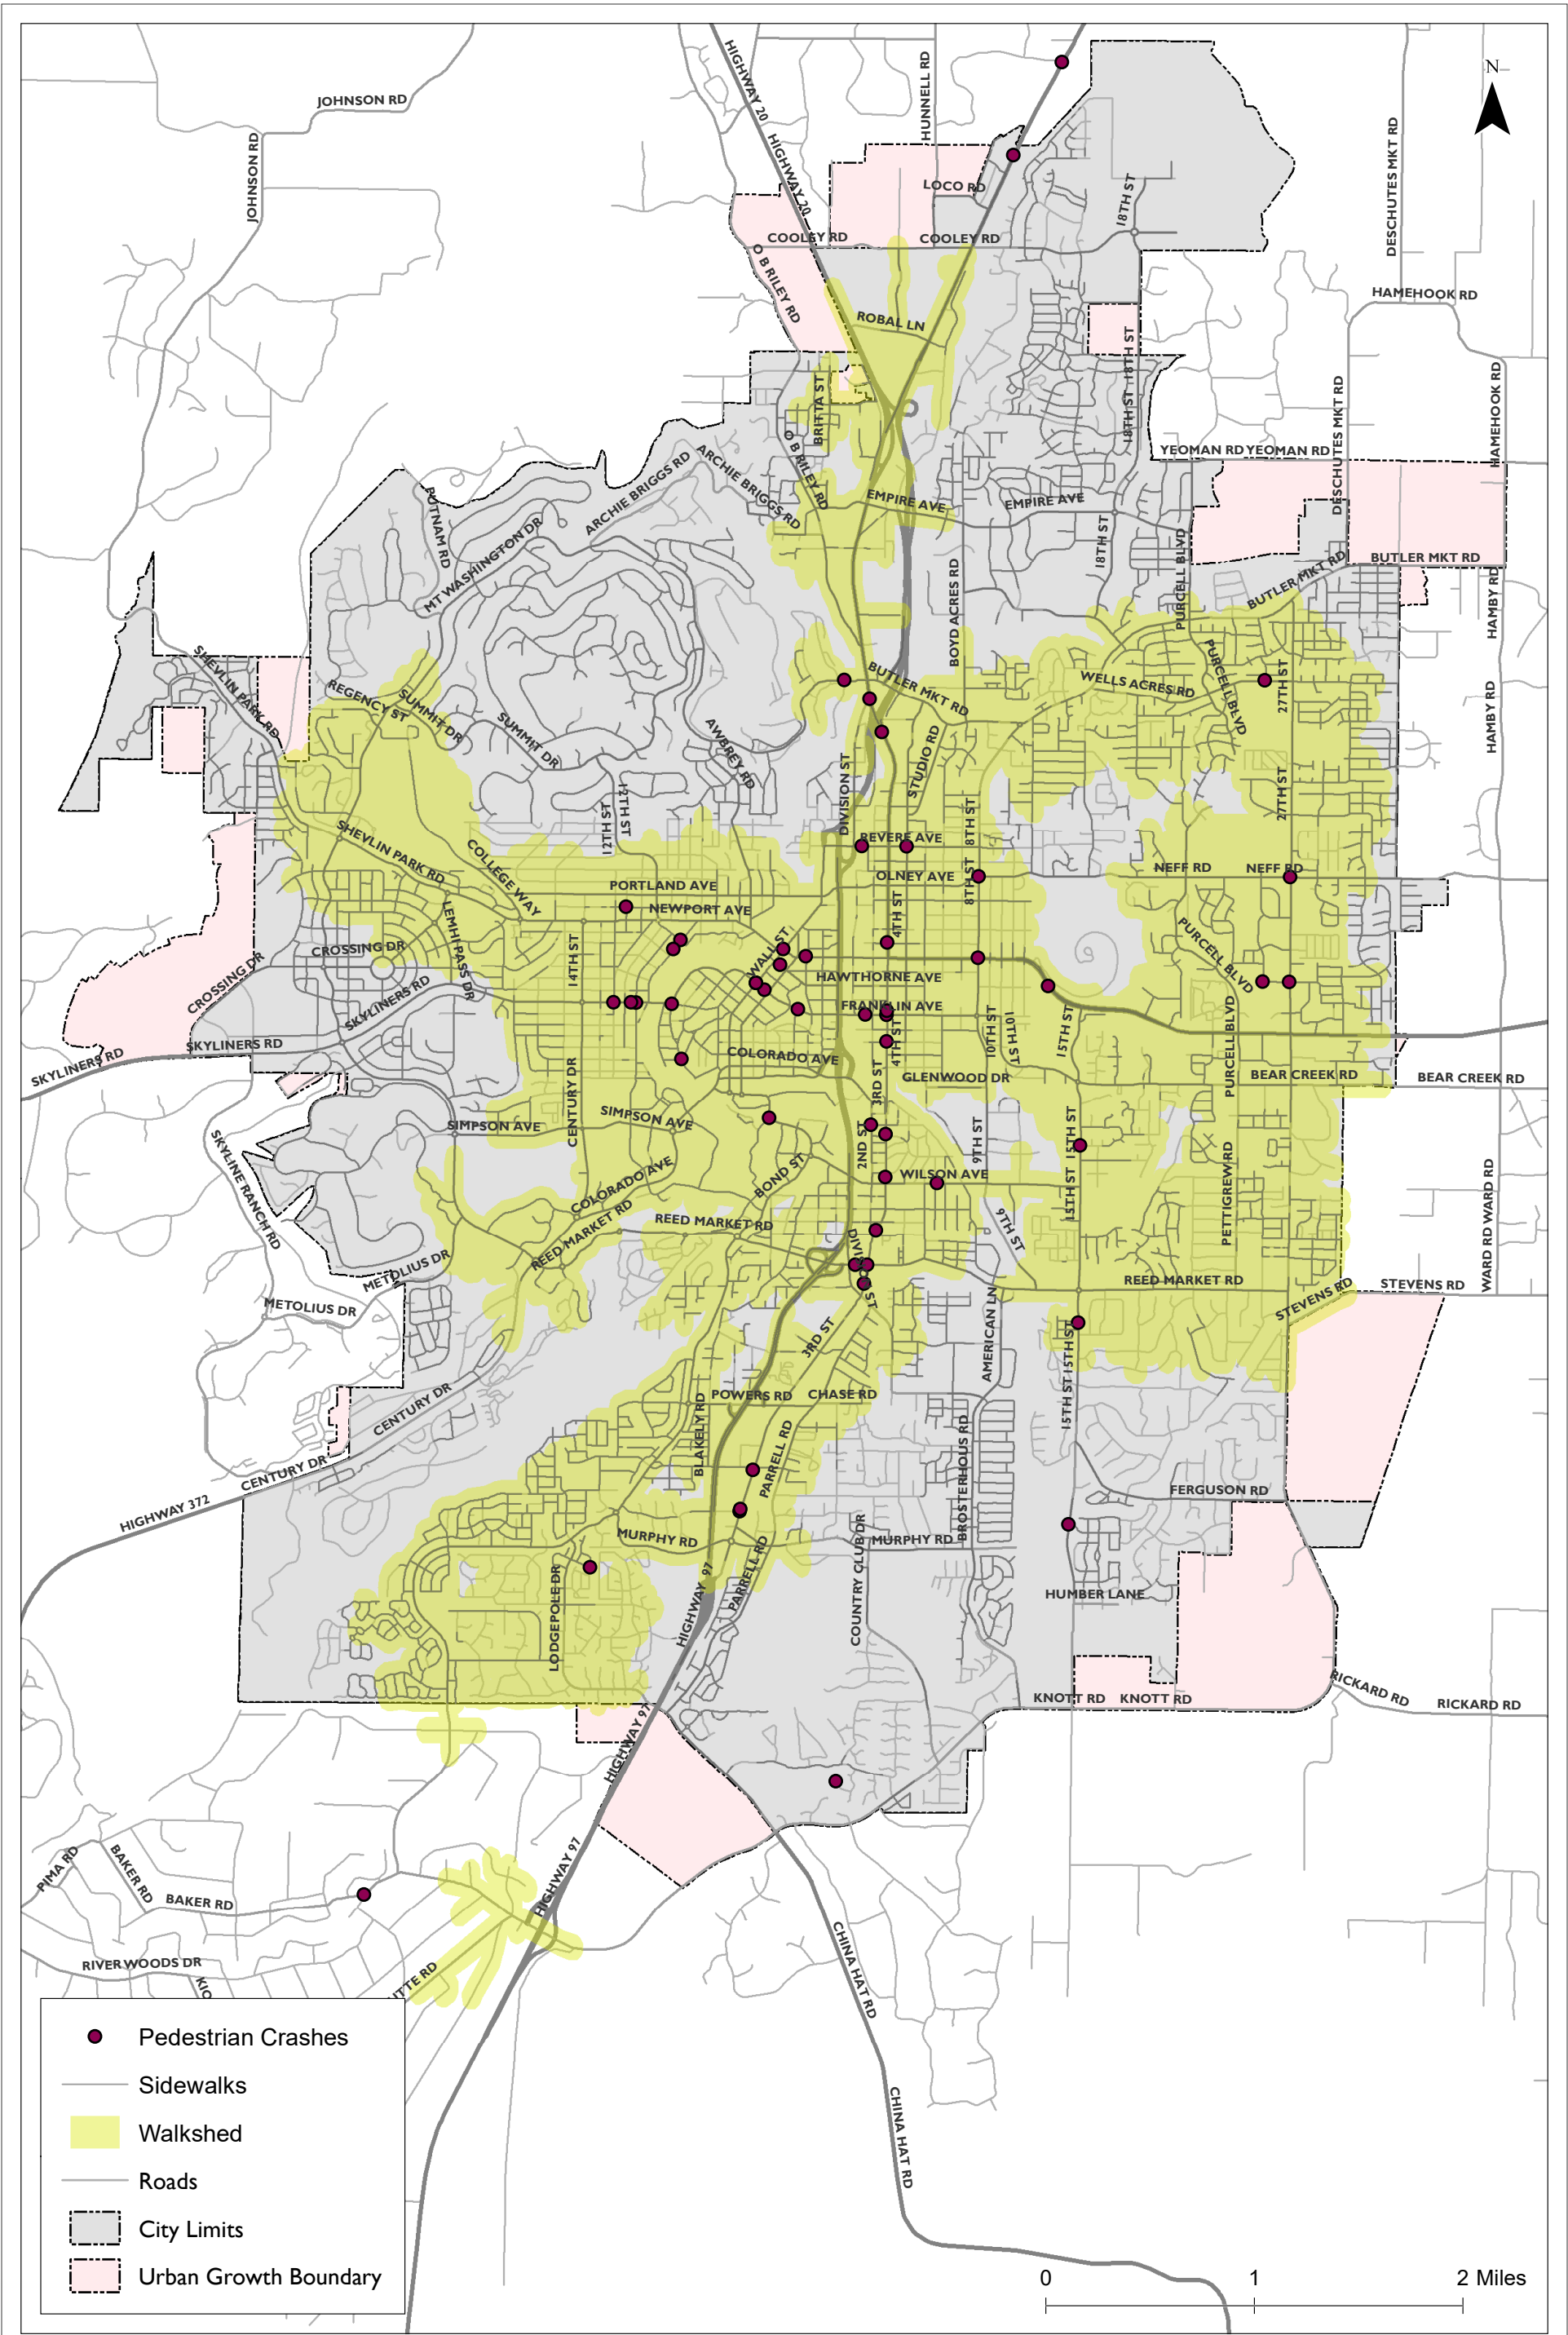 HIGHWAY 20
HUNNELL RD
N
JOHNSON RD
JOHNSON RD
HIGHWAY 20
DESCHUTES MKT RD
LOCO RD
18TH ST
COOLEY RD
COOLEY RD
O B RILEY RD
HAMEHOOK RD
ROBAL LN
18TH ST
18TH ST
BRITTA ST
DESCHUTES MKT RD
HAMEHOOK RD
O B RILEY RD
ARCHIE BRIGGS RD
ARCHIE BRIGGS RD
YEOMAN RD
YEOMAN RD
PUTNAM RD
EMPIRE AVE
EMPIRE AVE
MT WASHINGTON DR
18TH ST
PURCELL BLVD
BUTLER MKT RD
BUTLER MKT RD
BOYD ACRES RD
HAMBY RD
SHEVLIN PARK RD
REGENCY ST
SUMMIT DR
SUMMIT DR
BUTLER MKT RD
WELLS ACRES RD
PURCELL BLVD
27TH ST
HAMBY RD
AWBREY RD
STUDIO RD
DIVISION ST
12TH ST
12TH ST
27TH ST
8TH ST
SHEVLIN PARK RD
COLLEGE WAY
REVERE AVE
NEFF RD
NEFF RD
OLNEY AVE
8TH ST
PORTLAND AVE
NEWPORT AVE
4TH ST
LEMHI PASS DR
CROSSING DR
CROSSING DR
14TH ST
WALL ST
PURCELL BLVD
HAWTHORNE AVE
SKYLINERS RD
FRANKLIN AVE
10TH ST
10TH ST
15TH ST
PURCELL BLVD
SKYLINERS RD
SKYLINERS RD
4TH ST
COLORADO AVE
GLENWOOD DR
BEAR CREEK RD
BEAR CREEK RD
3RD ST
CENTURY DR
SIMPSON AVE
SIMPSON AVE
2ND ST
9TH ST
15TH ST
SKYLINE RANCH RD
COLORADO AVE
BOND ST
WILSON AVE
15TH ST
PETTIGREW RD
WARD RD
WARD RD
REED MARKET RD
REED MARKET RD
9TH ST
METOLIUS DR
METOLIUS DR
REED MARKET RD
STEVENS RD
STEVENS RD
3RD ST
AMERICAN LN
15TH ST
15TH ST
CENTURY DR
CENTURY DR
HIGHWAY 372
BLAKELY RD
POWERS RD
CHASE RD
PARRELL RD
BROSTERHOUS RD
FERGUSON RD
MURPHY RD
MURPHY RD
COUNTRY CLUB DR
PARRELL RD
HIGHWAY 97
LODGEPOLE DR
HUMBER LANE
KNOTT RD
KNOTT RD
RICKARD RD
RICKARD RD
HIGHWAY 97
HIGHWAY 97
PIMA RD
BAKER RD
BAKER RD
RIVER WOODS DR
CHINA HAT RD
CHINA HAT RD
Pedestrian Crashes
Sidewalks
Walkshed
Roads
City Limits
Urban Growth Boundary
0 1 2 Miles